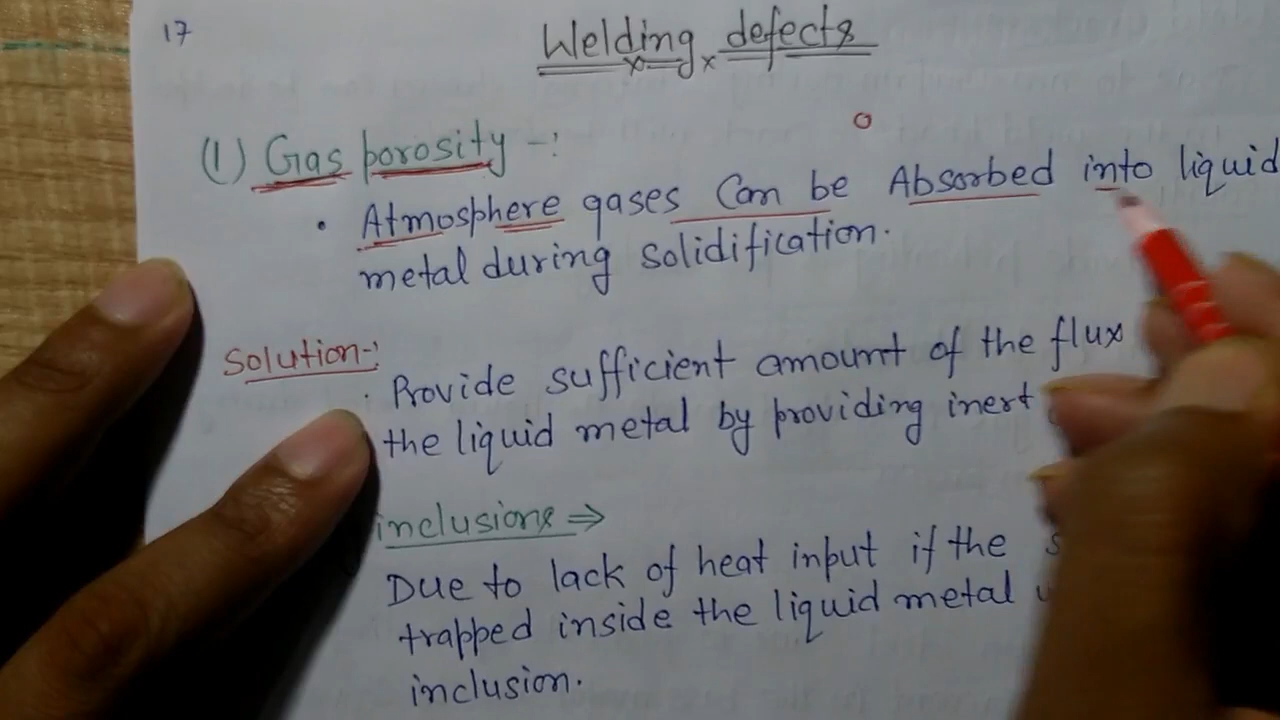 17
Welding defects
(1) Gas porosity -:
• Atmosphere gases Can be Absorbed into liquid
metal during solidification.
Solution-:
• Provide sufficient amount of the flux
the liquid metal by providing inert
inclusions ⇒
Due to lack of heat input if the
trapped inside the liquid metal
inclusion.